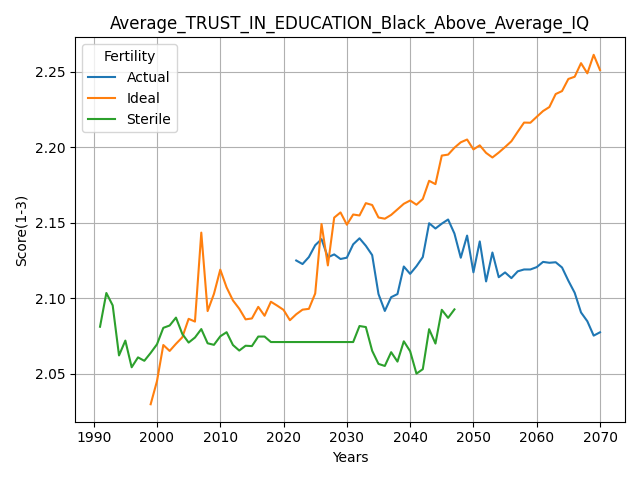 Average_TRUST_IN_EDUCATION_Black_Above_Average_IQ
Fertility
Actual
Ideal
Sterile
Score(1-3)
2.25
2.20
2.15
2.10
2.05
1990 2000 2010 2020 2030 2040 2050 2060 2070
Years